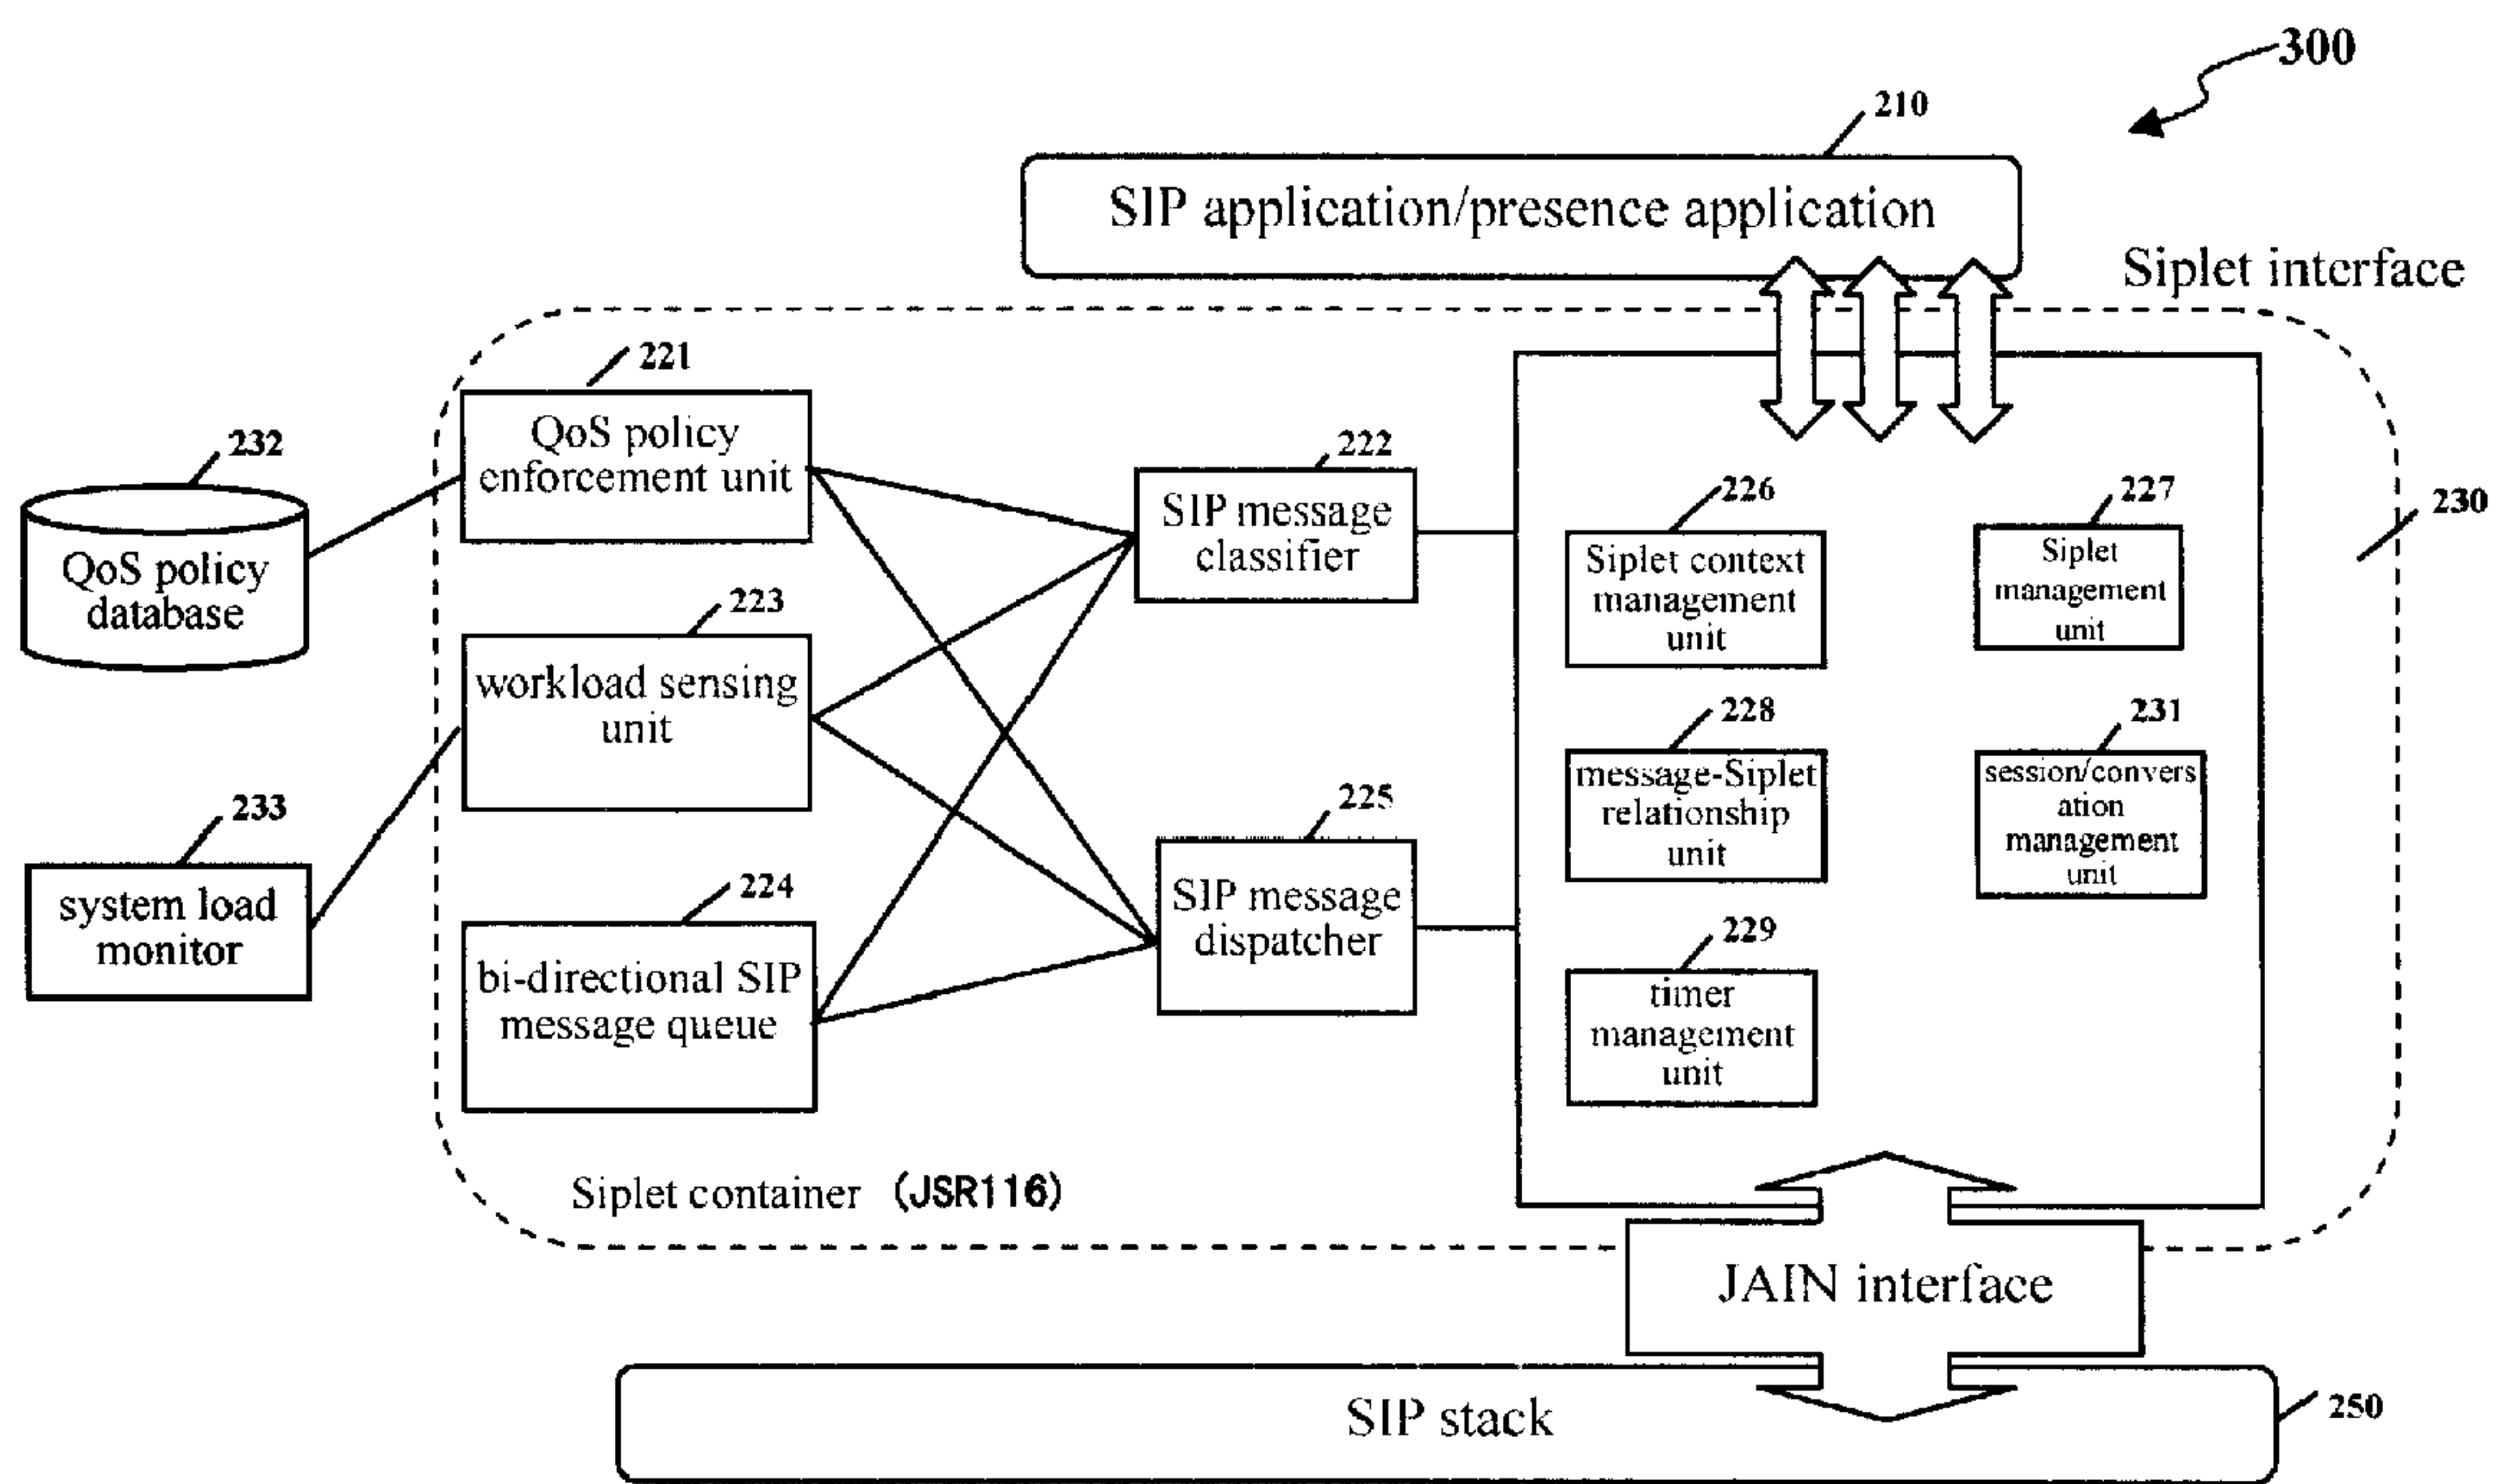 300
210
SIP application/presence application
Siplet interface
221
QoS policy
enforcement unit
232
QoS policy
database
222
SIP message
classifier
226
Siplet context
management
unit
227
Siplet
management
unit
230
223
workload sensing
unit
228
message-Siplet
relationship
unit
231
session/convers
ation
management
unit
233
system load
monitor
225
SIP message
dispatcher
224
bi-directional SIP
message queue
229
timer
management
unit
Siplet container (JSR116)
JAIN interface
SIP stack
250